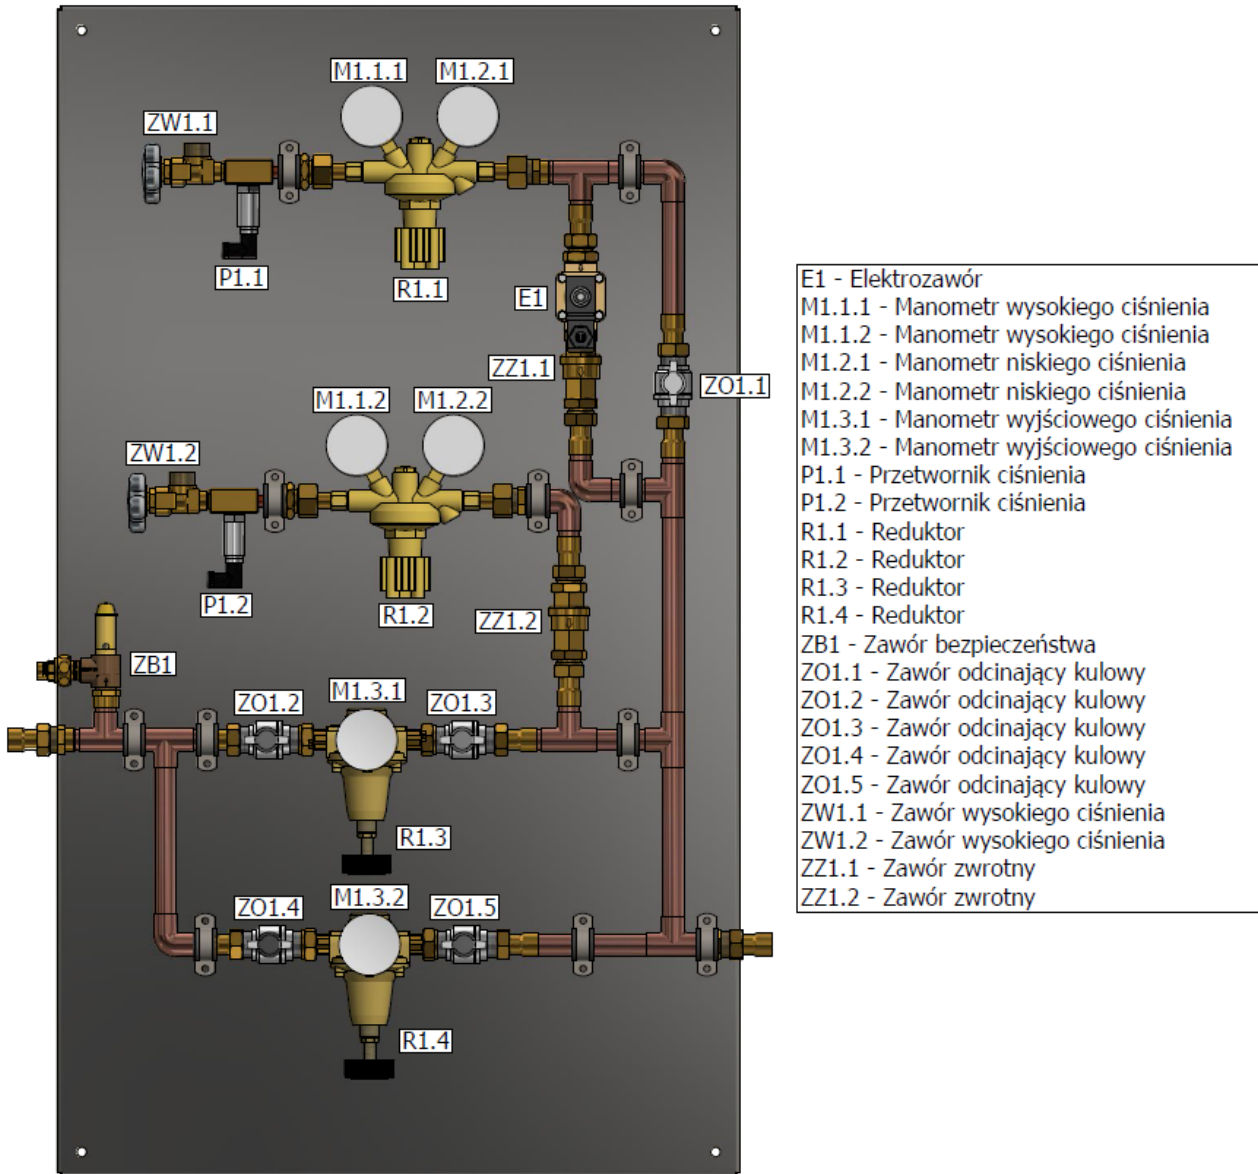 M1.1.1
M1.2.1
ZW1.1
P1.1
R1.1
E1
ZZ1.1
ZO1.1
M1.1.2
M1.2.2
ZW1.2
P1.2
R1.2
ZZ1.2
ZB1
ZO1.2
M1.3.1
ZO1.3
R1.3
ZO1.4
M1.3.2
ZO1.5
R1.4
E1 - Elektrozawór
M1.1.1 - Manometr wysokiego ciśnienia
M1.1.2 - Manometr wysokiego ciśnienia
M1.2.1 - Manometr niskiego ciśnienia
M1.2.2 - Manometr niskiego ciśnienia
M1.3.1 - Manometr wyjściowego ciśnienia
M1.3.2 - Manometr wyjściowego ciśnienia
P1.1 - Przetwornik ciśnienia
P1.2 - Przetwornik ciśnienia
R1.1 - Reduktor
R1.2 - Reduktor
R1.3 - Reduktor
R1.4 - Reduktor
ZB1 - Zawór bezpieczeństwa
ZO1.1 - Zawór odcinający kulowy
ZO1.2 - Zawór odcinający kulowy
ZO1.3 - Zawór odcinający kulowy
ZO1.4 - Zawór odcinający kulowy
ZO1.5 - Zawór odcinający kulowy
ZW1.1 - Zawór wysokiego ciśnienia
ZW1.2 - Zawór wysokiego ciśnienia
ZZ1.1 - Zawór zwrotny
ZZ1.2 - Zawór zwrotny